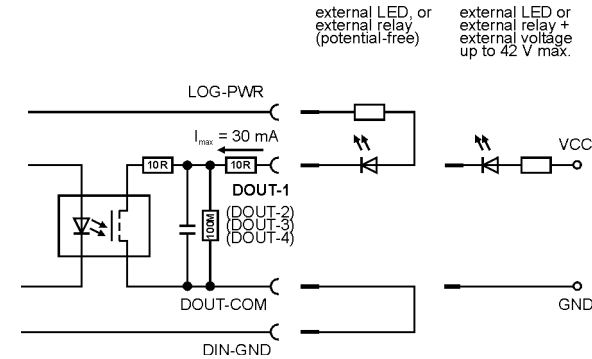 external LED, or
external relay
(potential-free)
external LED or
external relay +
external voltage
up to 42 V max.
LOG-PWR
Imax = 30 mA
VCC
10R
10R
DOUT-1
(DOUT-2)
(DOUT-3)
(DOUT-4)
100M
DOUT-COM
GND
DIN-GND